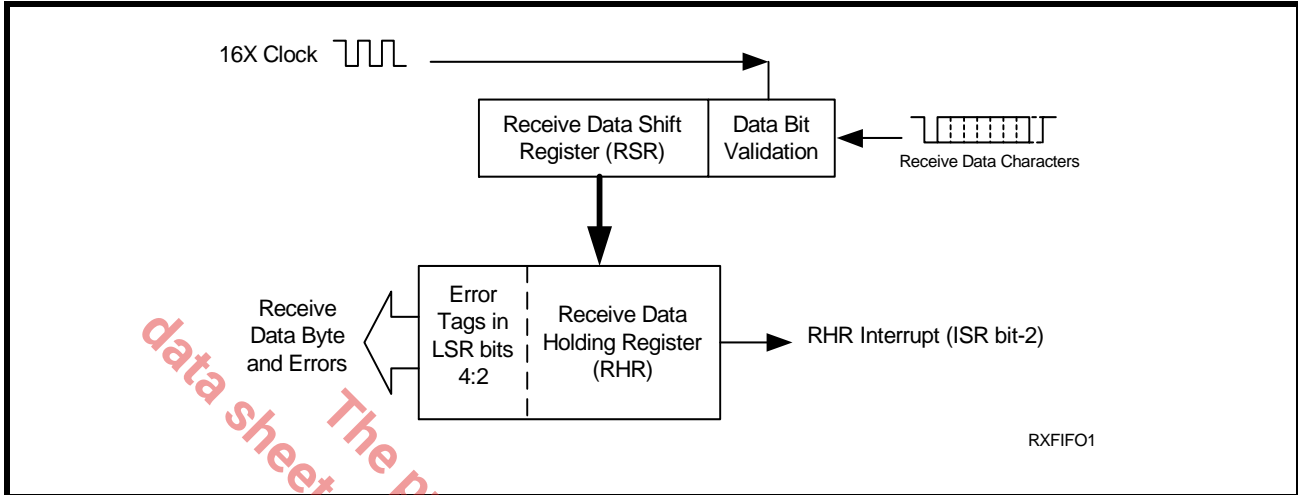 16X Clock
Receive Data Shift
Register (RSR)
Data Bit
Validation
Receive Data Characters
Receive
Data Byte
and Errors
Error
Tags in
LSR bits
4:2
Receive Data
Holding Register
(RHR)
RHR Interrupt (ISR bit-2)
RXFIFO1
data sheet
The p